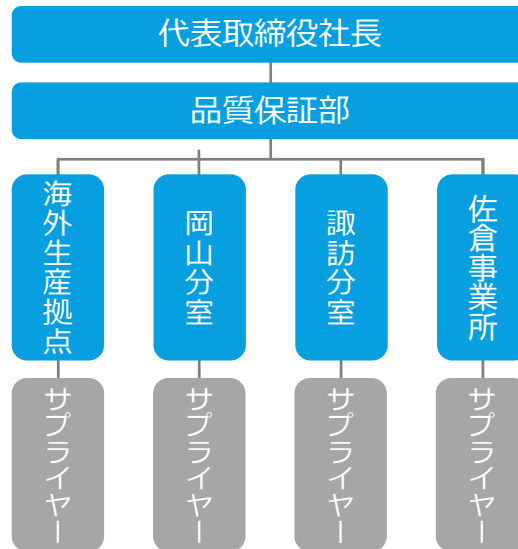 代表取締役社長
品質保証部
海外生産拠点
岡山分室
諏訪分室
佐倉事業所
サプライヤー
サプライヤー
サプライヤー
サプライヤー